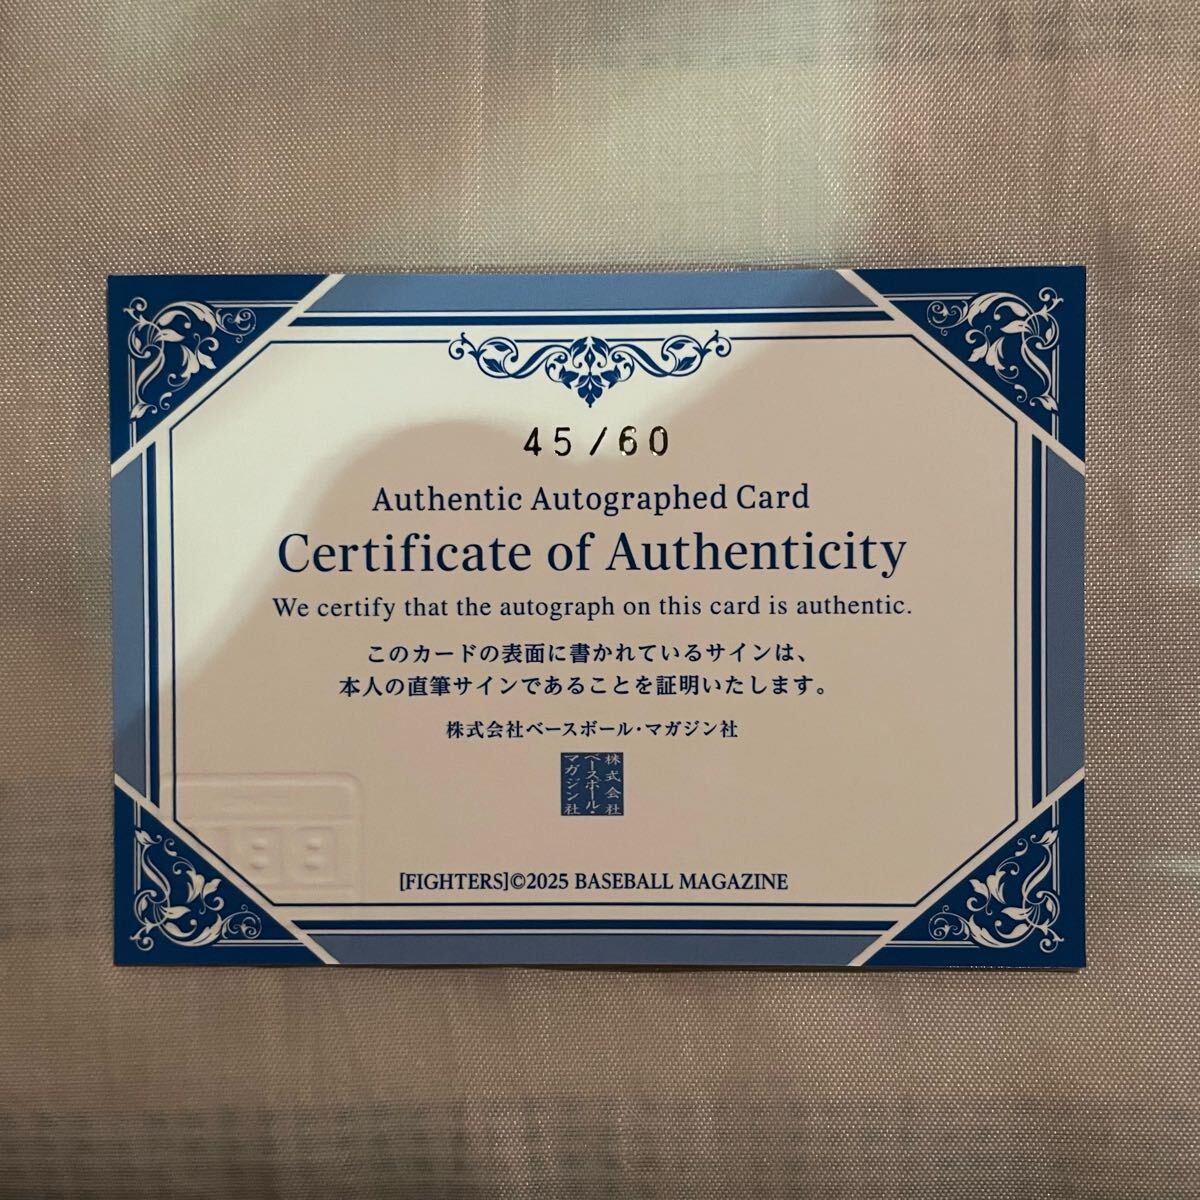 45/60
Authentic Autographed Card
Certificate of Authenticity
We certify that the autograph on this card is authentic.
このカードの表面に書かれているサインは、
本人の直筆サインであることを証明いたします。
株式会社ベースボール・マガジン社
株式会社
ベースボール・
マガジン社
[FIGHTERS]©2025 BASEBALL MAGAZINE